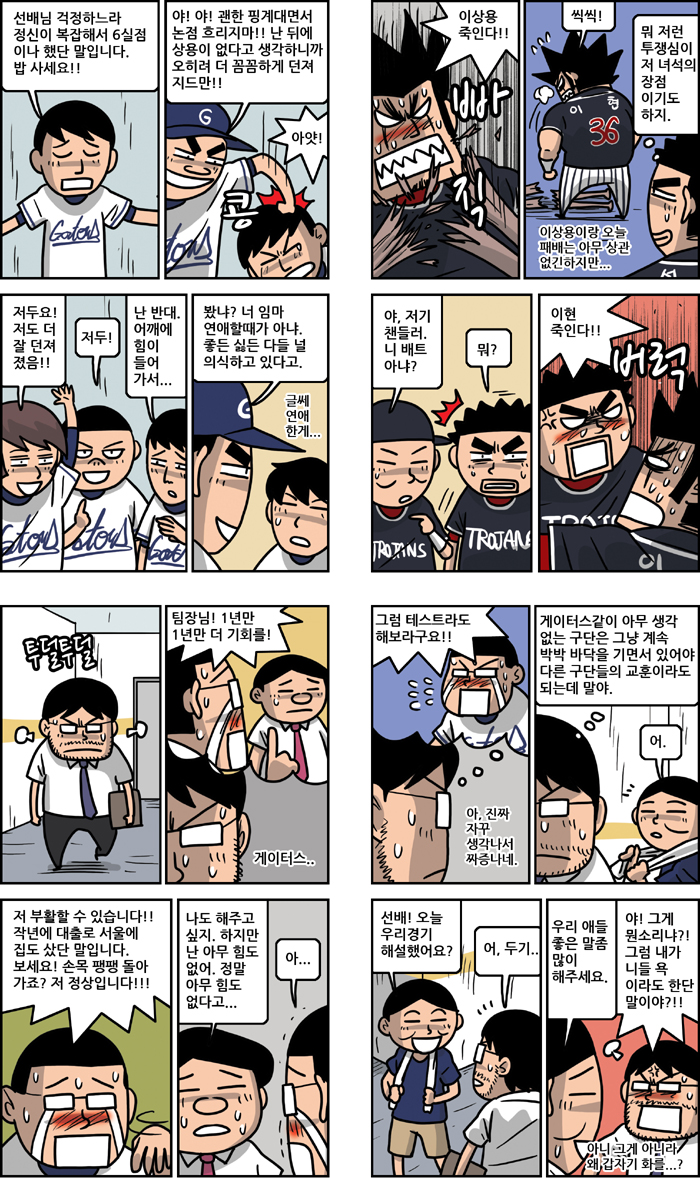 선배님 걱정하느라
정신이 복잡해서 6실점
이나 했단 말입니다.
밥 사세요!!
Gators
야! 야! 괜한 핑계대면서
논점 흐리지마!! 난 뒤에
상용이 없다고 생각하니까
오히려 더 꼼꼼하게 던져
지드만!!
G
아얏!
콩
저두요!
저도 더
잘 던져
졌음!!
저두!
난 반대.
어깨에
힘이
들어
가서...
Gators
봤냐? 너 임마
연애할때가 아냐.
좋든 싫든 다들 널
의식하고 있다고.
G
글쎄
연애
한게...
이상용
죽인다!!
빠
직
씩씩!
뭐 저런
투쟁심이
저 녀석의
장점
이기도
하지.
이 협
36
이상용이랑 오늘
패배는 아무 상관
없긴하지만...
야, 저기
챈들러.
니 배트
아냐?
뭐?
TROJANS
TROJANS
이현
죽인다!!
버럭
이
투덜투덜
팀장님! 1년만
1년만 더 기회를!
게이터스..
저 부활할 수 있습니다!!
작년에 대출로 서울에
집도 샀단 말입니다.
보세요! 손목 팽팽 돌아
가죠? 저 정상입니다!!!
나도 해주고
싶지. 하지만
난 아무 힘도
없어. 정말
아무 힘도
없다고...
아...
그럼 테스트라도
해보라구요!!
아, 진짜
자꾸
생각나서
짜증나네.
게이터스같이 아무 생각
없는 구단은 그냥 계속
박박 바닥을 기면서 있어야
다른 구단들의 교훈이라도
되는데 말야.
어.
선배! 오늘
우리경기
해설했어요?
어, 두기..
우리 애들
좋은 말좀
많이
해주세요.
야! 그게
뭔소리냐?!
그럼 내가
니들 욕
이라도 한단
말이야?!!
아니 그게 아니라
왜 갑자기 화를...?